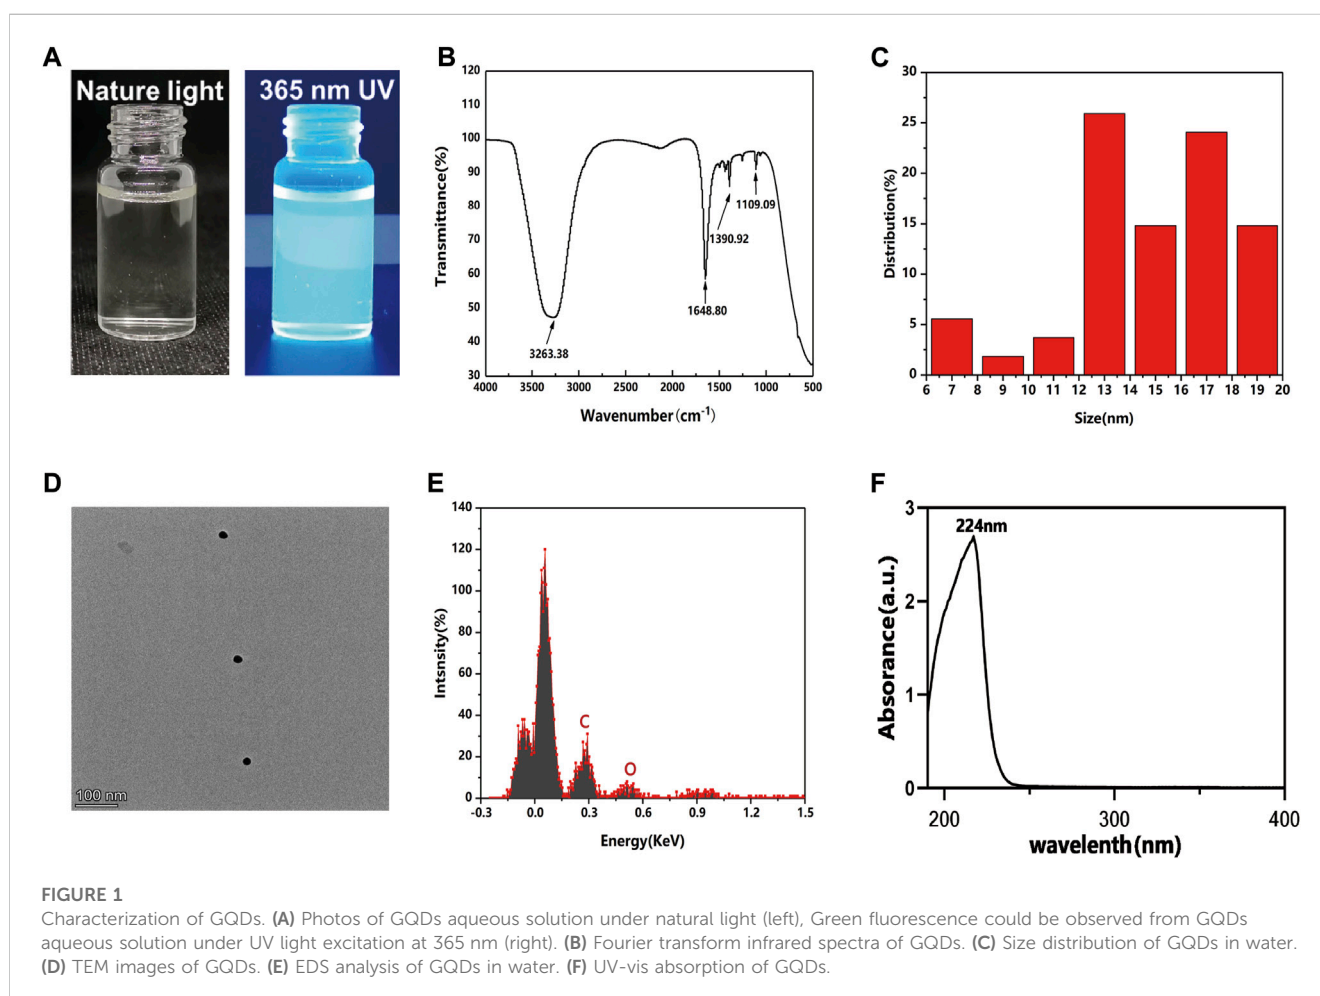 A
Nature light
365 nm UV
B
120
110
100
90
80
70
60
50
40
30
Transmittance(%)
3263.38
1648.80
1390.92
1109.09
4000 3500 3000 2500 2000 1500 1000 500
Wavenumber(cm-1)
C
30
25
20
15
10
5
0
Distribution(%)
6 7 8 9 10 11 12 13 14 15 16 17 18 19 20
Size(nm)
D
100 nm
E
140
120
100
80
60
40
20
0
Intsnsity(%)
C
O
-0.3 0.0 0.3 0.6 0.9 1.2 1.5
Energy(KeV)
F
3
2
1
0
Absorance(a.u.)
224nm
200 300 400
wavelenth(nm)
FIGURE 1
Characterization of GQDs. (A) Photos of GQDs aqueous solution under natural light (left), Green fluorescence could be observed from GQDs
aqueous solution under UV light excitation at 365 nm (right). (B) Fourier transform infrared spectra of GQDs. (C) Size distribution of GQDs in water.
(D) TEM images of GQDs. (E) EDS analysis of GQDs in water. (F) UV-vis absorption of GQDs.